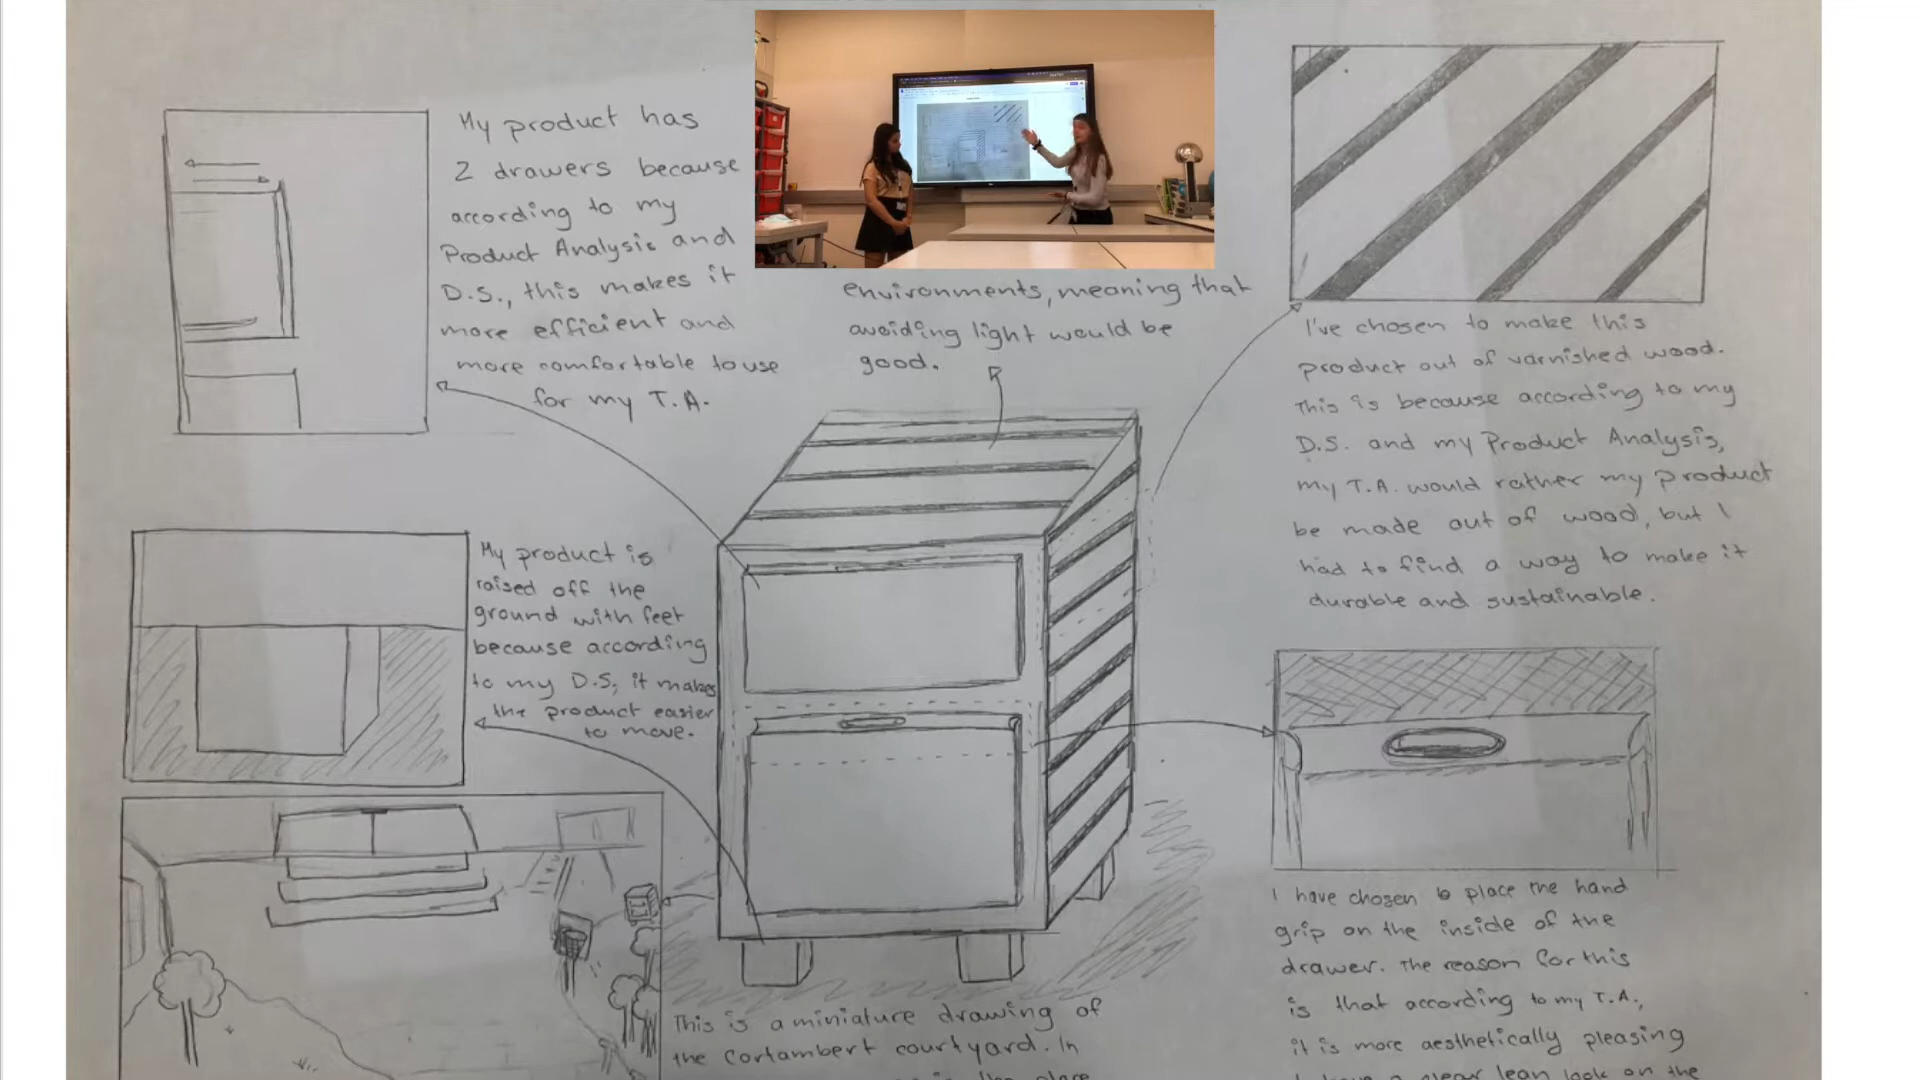 My product has
2 drawers because
according to my
Product Analysis and
D.S., this makes it
more efficient and
more comfortable to use
for my T.A.
environments, meaning that
avoiding light would be
good.
I've chosen to make this
product out of varnished wood.
This is because according to my
D.S. and my Product Analysis,
my T.A. would rather my product
be made out of wood, but I
had to find a way to make it
durable and sustainable.
My product is
raised off the
ground with feet
because according
to my D.S, it makes
the product easier
to move.
I have chosen to place the hand
grip on the inside of the
drawer. The reason for this
is that according to my T.A.,
it is more aesthetically pleasing
lean look on the
This is a miniature drawing of
the Cortambert courtyard. In